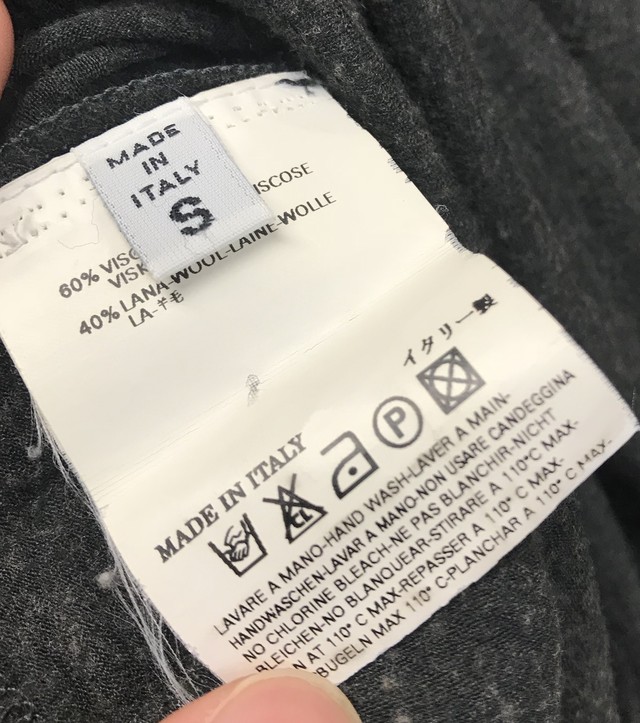 MADE
IN
ITALY
S
60% VISC ISCOSE
VISK
40% LANA-WOOL-LAINE-WOLLE
LA-羊毛
イタリー製
MADE IN ITALY
CL
P
LAVARE A MANO-HAND WASH-LAVER A MAIN-
HANDWASCHEN-LAVAR A MANO-NON USARE CANDEGGINA
NO CHLORINE BLEACH-NE PAS BLANCHIR-NICHT
BLEICHEN-NO BLANQUEAR-STIRARE A 110°C MAX-
N AT 110° C MAX-REPASSER A 110° C MAX-
BUGELN MAX 110° C-PLANCHAR A 110° C MAX